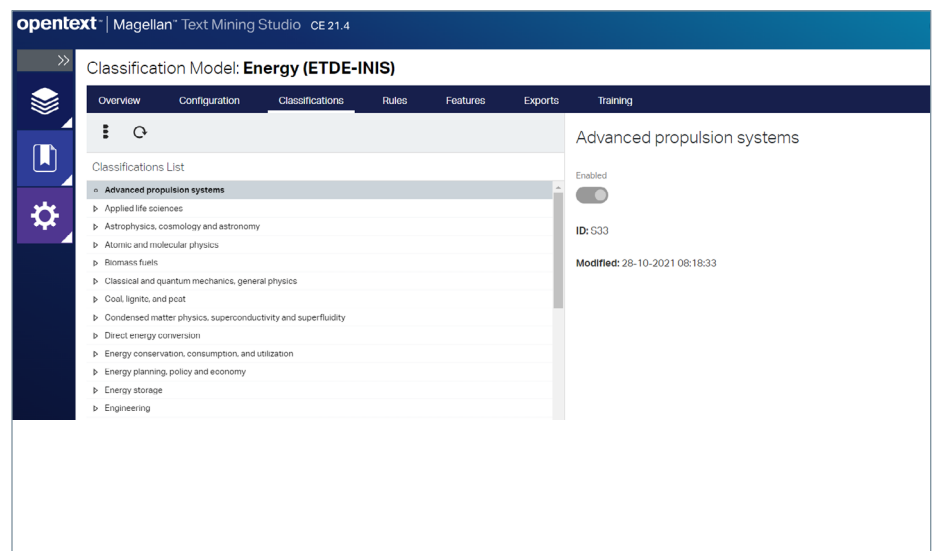 opentext™ | Magellan™ Text Mining Studio CE 21.4
Classification Model: Energy (ETDE-INIS)
Overview Configuration Classifications Rules Features Exports Training
Advanced propulsion systems
Classifications List
Enabled
Advanced propulsion systems
Applied life sciences
Astrophysics, cosmology and astronomy
ID: S33
Atomic and molecular physics
Biomass fuels
Modified: 28-10-2021 08:18:33
Classical and quantum mechanics, general physics
Coal, lignite, and peat
Condensed matter physics, superconductivity and superfluidity
Direct energy conversion
Energy conservation, consumption, and utilization
Energy planning, policy and economy
Energy storage
Engineering